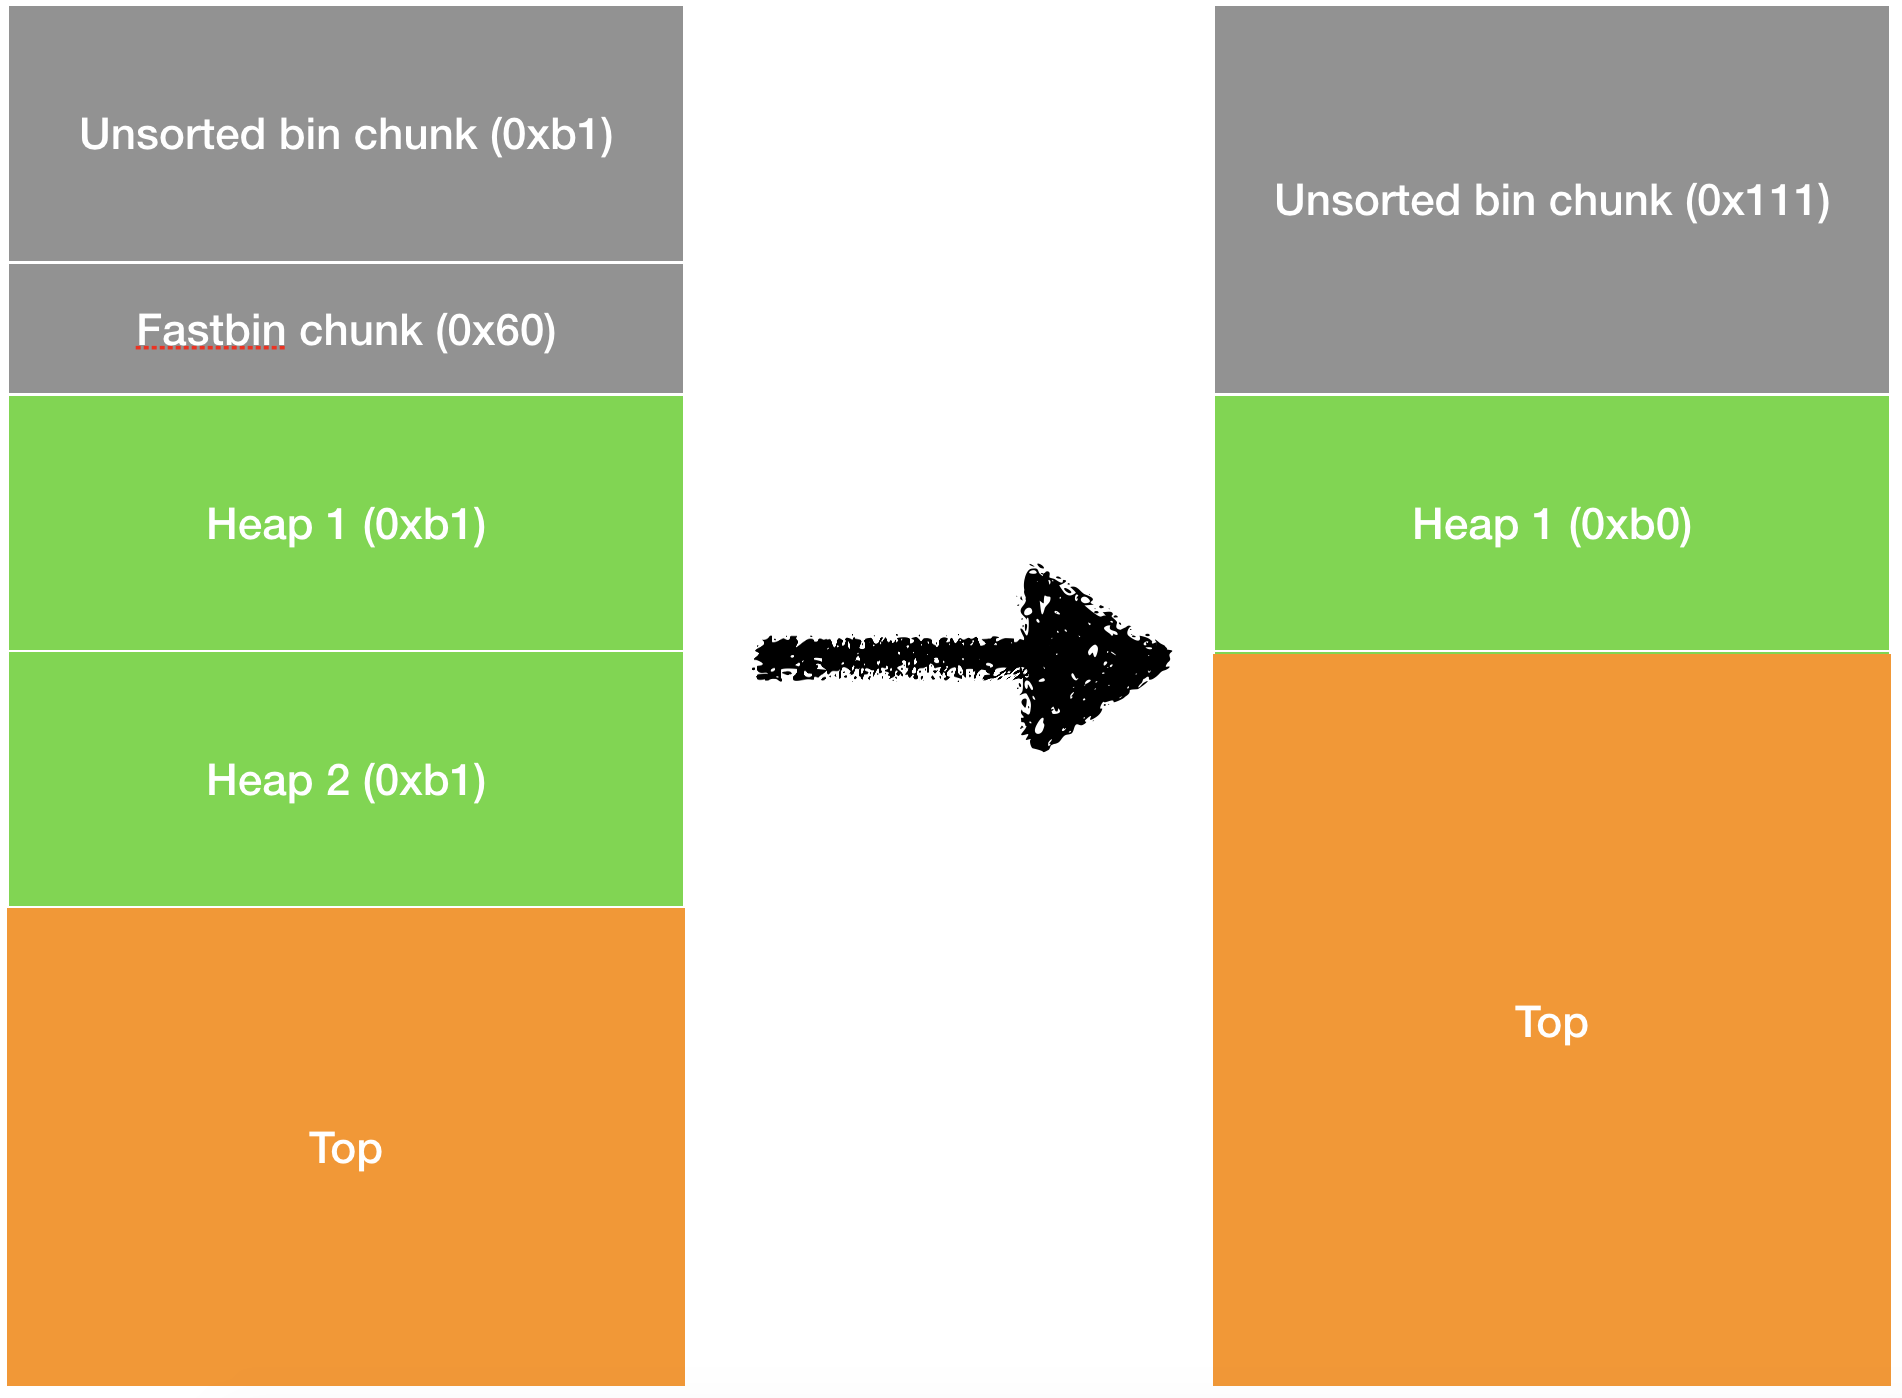 Unsorted bin chunk (0xb1)
Fastbin chunk (0x60)
Heap 1 (0xb1)
Heap 2 (0xb1)
Top
Unsorted bin chunk (0x111)
Heap 1 (0xb0)
Top